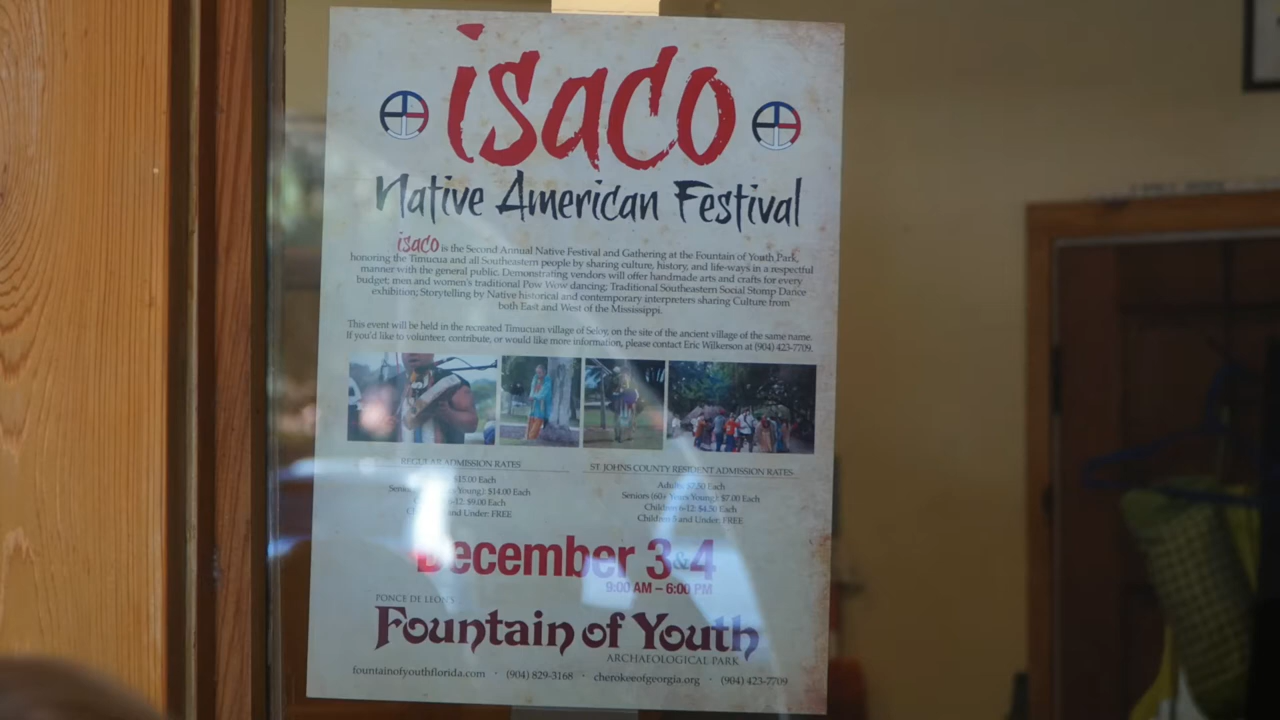 isaco
Native American Festival
isaco is the Second Annual Native Festival and Gathering at the Fountain of Youth Park,
honoring the Timucua and all Southeastern people by sharing culture, history, and life-ways in a respectful
manner with the general public. Demonstrating vendors will offer handmade arts and crafts for every
budget; men and women's traditional Pow Wow dancing; Traditional Southeastern Social Stomp Dance
exhibition; Storytelling by Native historical and contemporary interpreters sharing Culture from
both East and West of the Mississippi.
This event will be held in the recreated Timucuan village of Seloy, on the site of the ancient village of the same name.
If you'd like to volunteer, contribute, or would like more information, please contact Eric Wilkerson at (904) 423-7709.
REGULAR ADMISSION RATES
$15.00 Each
Young): $14.00 Each
6-12: $9.00 Each
and Under: FREE
ST JOHNS COUNTY RESIDENT ADMISSION RATES
Adults: $7.50 Each
Seniors (60+ Years Young): $7.00 Each
Children 6-12: $4.50 Each
Children 5 and Under: FREE
December 3 & 4
9:00 AM – 6:00 PM
PONCE DE LEON'S
Fountain of Youth
ARCHAEOLOGICAL PARK
fountainofyouthflorida.com · (904) 829-3168 · cherokeeofgeorgia.org · (904) 423-7709